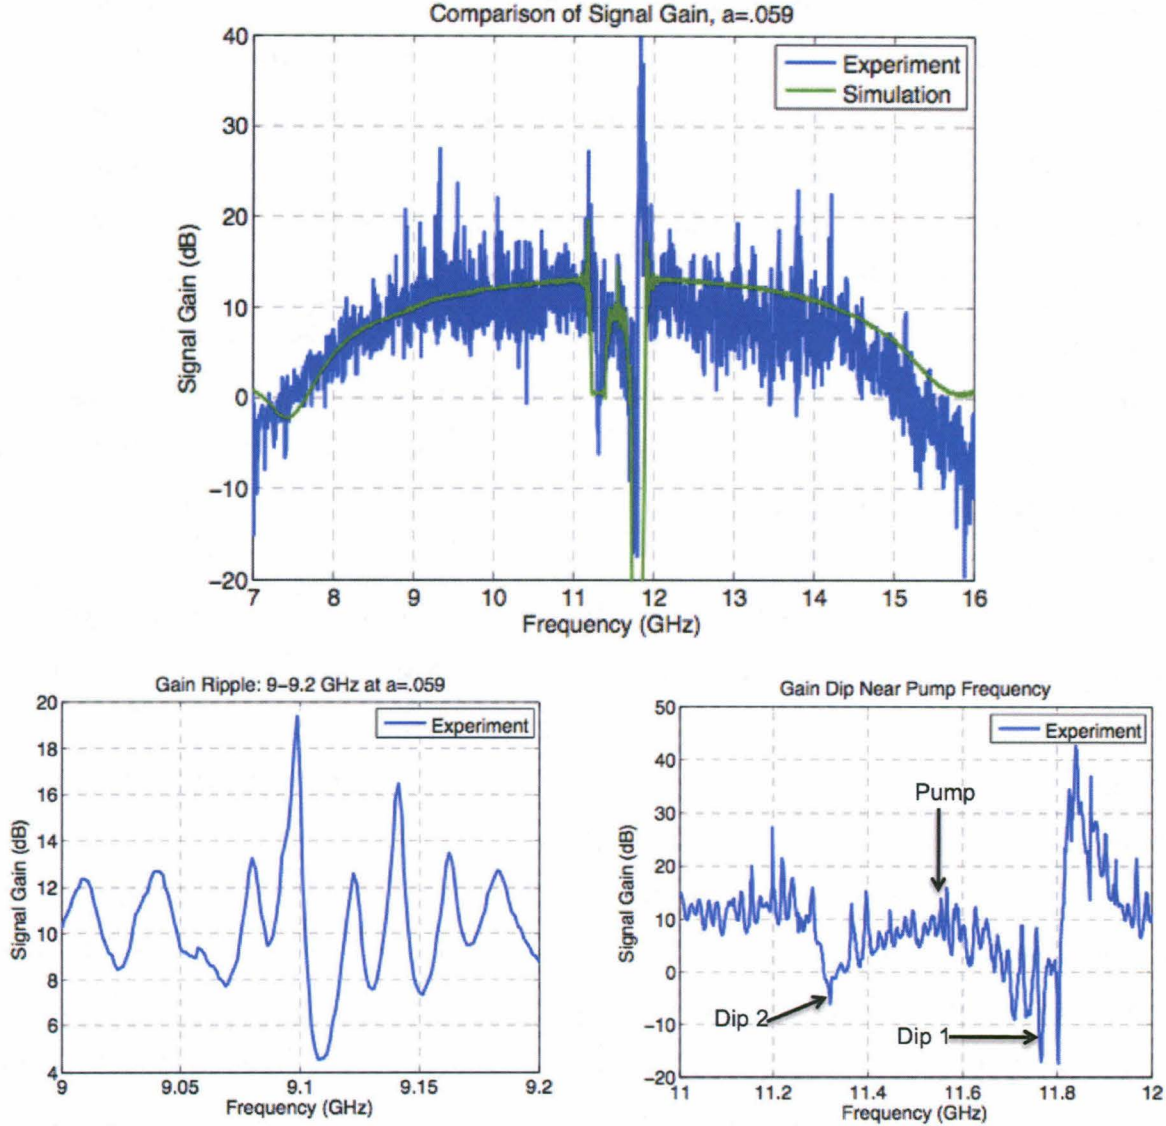 Comparison of Signal Gain, a=.059
40
30
20
10
0
−10
−20
Signal Gain (dB)
Experiment
Simulation
7 8 9 10 11 12 13 14 15 16
Frequency (GHz)
Gain Ripple: 9−9.2 GHz at a=.059
20
18
16
14
12
10
8
6
4
Signal Gain (dB)
Experiment
9 9.05 9.1 9.15 9.2
Frequency (GHz)
Gain Dip Near Pump Frequency
50
40
30
20
10
0
−10
−20
Signal Gain (dB)
Experiment
Pump
Dip 2
Dip 1
11 11.2 11.4 11.6 11.8 12
Frequency (GHz)